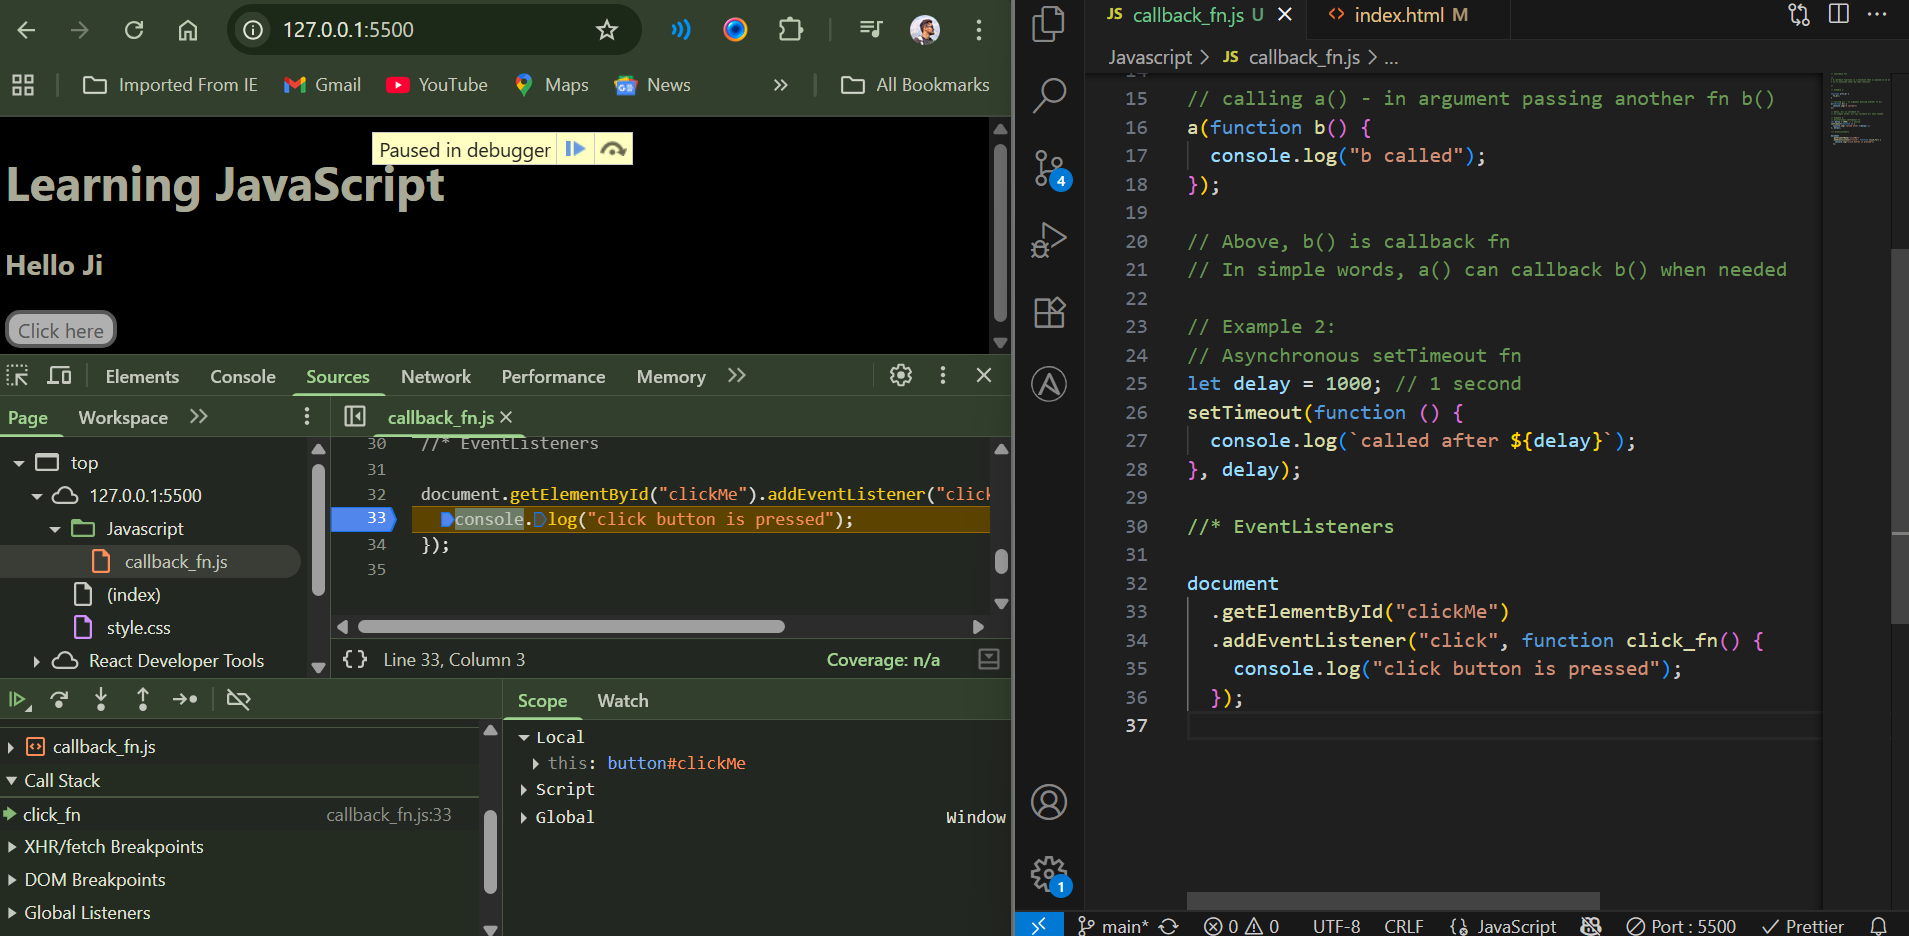 127.0.0.1:5500
Imported From IE
Gmail
YouTube
Maps
News
All Bookmarks
Paused in debugger
Learning JavaScript
Hello Ji
Click here
Elements
Console
Sources
Network
Performance
Memory
Page
Workspace
callback_fn.js
top
127.0.0.1:5500
Javascript
callback_fn.js
(index)
style.css
React Developer Tools
30 //* EventListeners
31
32 document.getElementById("clickMe").addEventListener("click
33 console.log("click button is pressed");
34 });
35
{} Line 33, Column 3
Coverage: n/a
callback_fn.js
Call Stack
click_fn callback_fn.js:33
XHR/fetch Breakpoints
DOM Breakpoints
Global Listeners
Scope Watch
Local
this: button#clickMe
Script
Global Window
JS callback_fn.js U
<> index.html M
Javascript > JS callback_fn.js > ...
4
1
14
15 // calling a() - in argument passing another fn b()
16 a(function b() {
17 console.log("b called");
18 });
19
20 // Above, b() is callback fn
21 // In simple words, a() can callback b() when needed
22
23 // Example 2:
24 // Asynchronous setTimeout fn
25 let delay = 1000; // 1 second
26 setTimeout(function () {
27 console.log(`called after ${delay}`);
28 }, delay);
29
30 //* EventListeners
31
32 document
33 .getElementById("clickMe")
34 .addEventListener("click", function click_fn() {
35 console.log("click button is pressed");
36 });
37
main* 0 0 UTF-8 CRLF JavaScript Port : 5500 Prettier